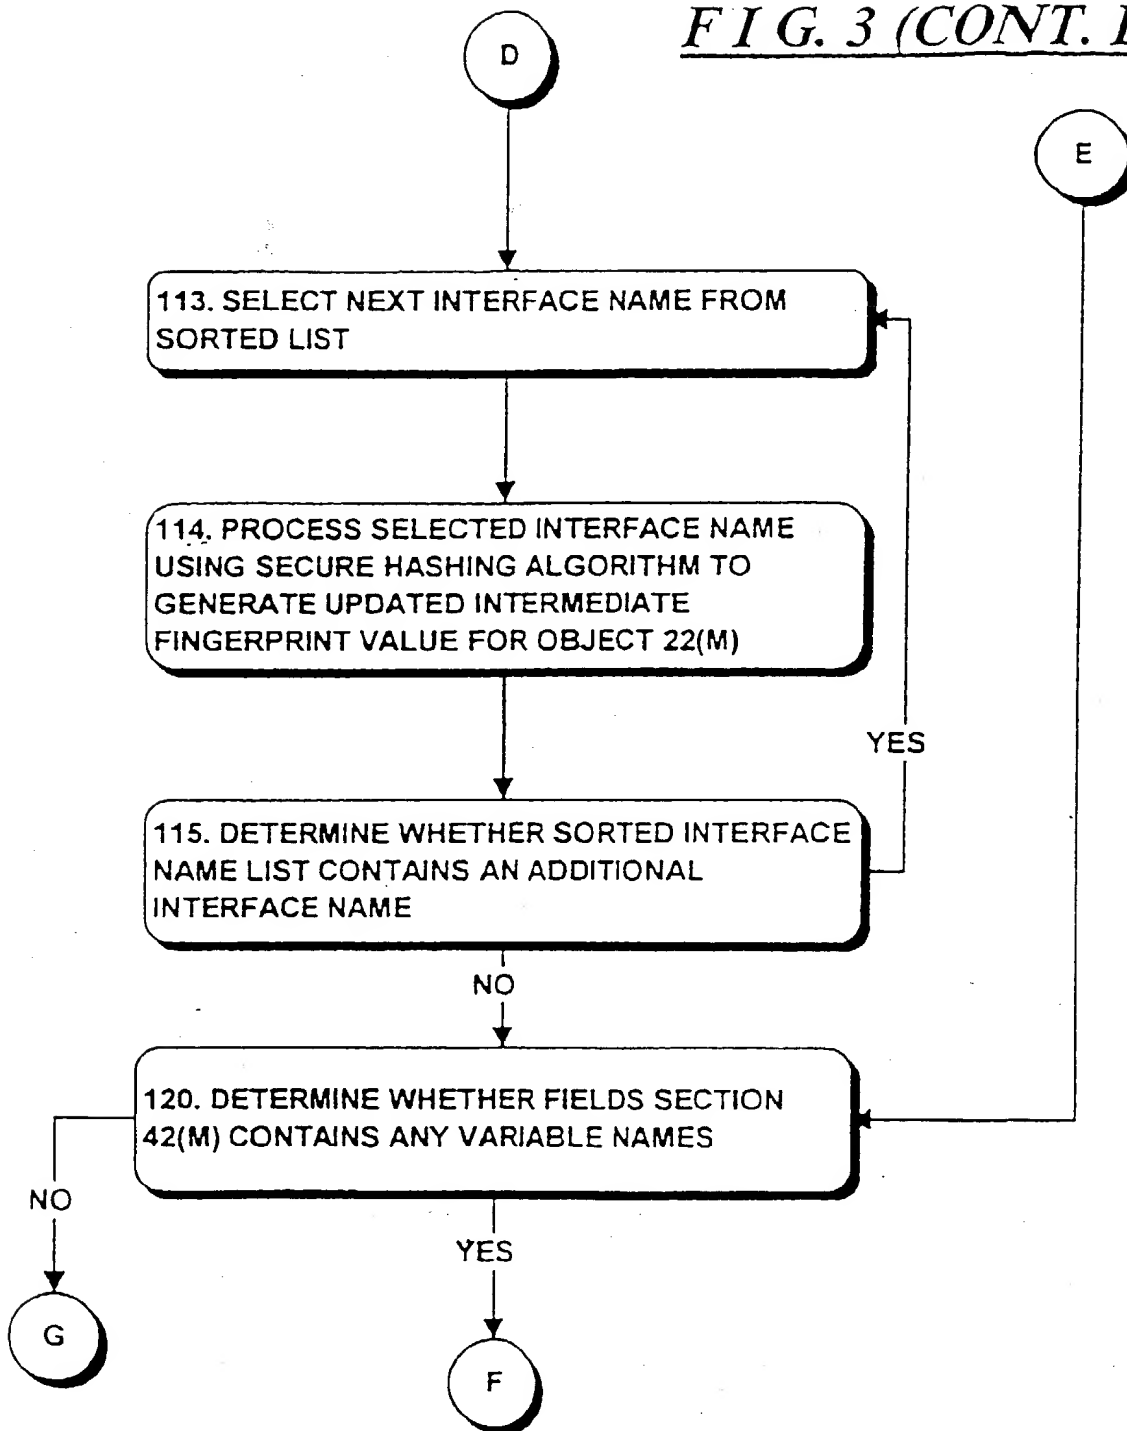 D
FIG. 3 (CONT.
E
113. SELECT NEXT INTERFACE NAME FROM
SORTED LIST
114. PROCESS SELECTED INTERFACE NAME
USING SECURE HASHING ALGORITHM TO
GENERATE UPDATED INTERMEDIATE
FINGERPRINT VALUE FOR OBJECT 22(M)
YES
115. DETERMINE WHETHER SORTED INTERFACE
NAME LIST CONTAINS AN ADDITIONAL
INTERFACE NAME
NO
120. DETERMINE WHETHER FIELDS SECTION
42(M) CONTAINS ANY VARIABLE NAMES
NO
YES
G
F